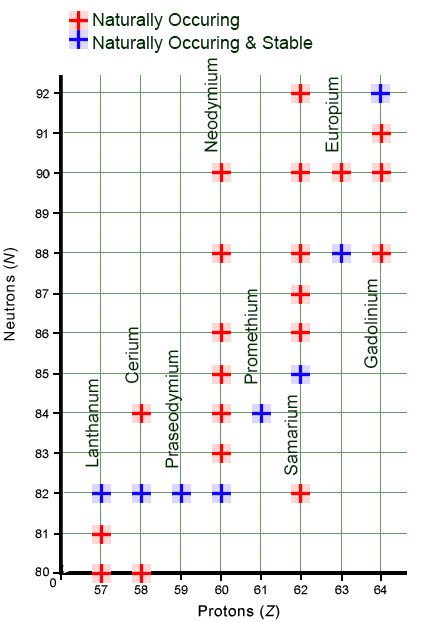 Naturally Occuring
Naturally Occuring & Stable
Neodymium
Europium
92
91
90
89
88
87
86
85
84
83
82
81
80
0
Neutrons (N)
Lanthanum
Cerium
Praseodymium
Promethium
Samarium
Gadolinium
57 58 59 60 61 62 63 64
Protons (Z)